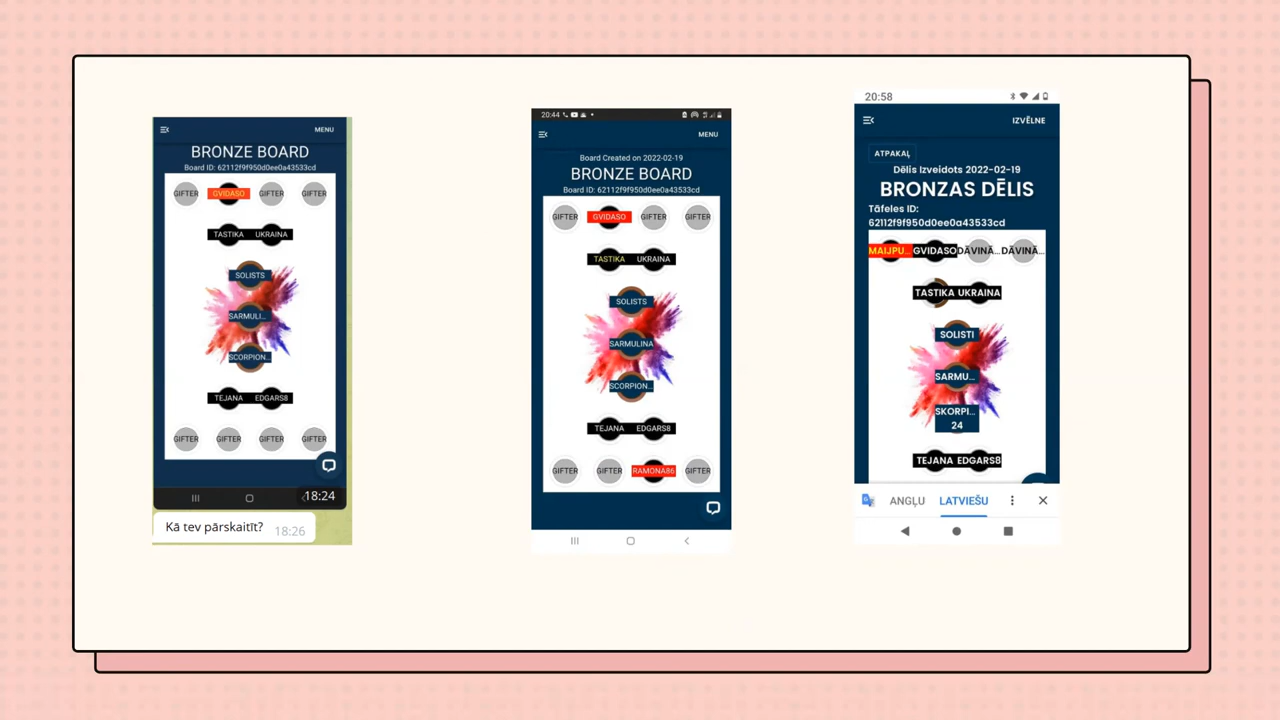 MENU
BRONZE BOARD
Board ID: 62112f9f950d0ee0a43533cd
GIFTER GVIDASO GIFTER GIFTER
TASTIKA UKRAINA
SOLISTS
SARMULI...
SCORPION...
TEJANA EDGARS8
GIFTER GIFTER GIFTER GIFTER
18:24
Kā tev pārskaitīt? 18:26
20:44
MENU
Board Created on 2022-02-19
BRONZE BOARD
Board ID: 62112f9f950d0ee0a43533cd
GIFTER GVIDASO GIFTER GIFTER
TASTIKA UKRAINA
SOLISTS
SARMULINA
SCORPION...
TEJANA EDGARS8
GIFTER GIFTER RAMONA86 GIFTER
20:58
IZVĒLNE
ATPAKAĻ
Dēlis Izveidots 2022-02-19
BRONZAS DĒLIS
Tāfeles ID:
62112f9f950d0ee0a43533cd
MAIJPU... GVIDASO DĀVINĀ... DĀVINĀ...
TASTIKA UKRAINA
SOLISTI
SARMU...
SKORPI...
24
TEJANA EDGARS8
ANGĻU LATVIEŠU